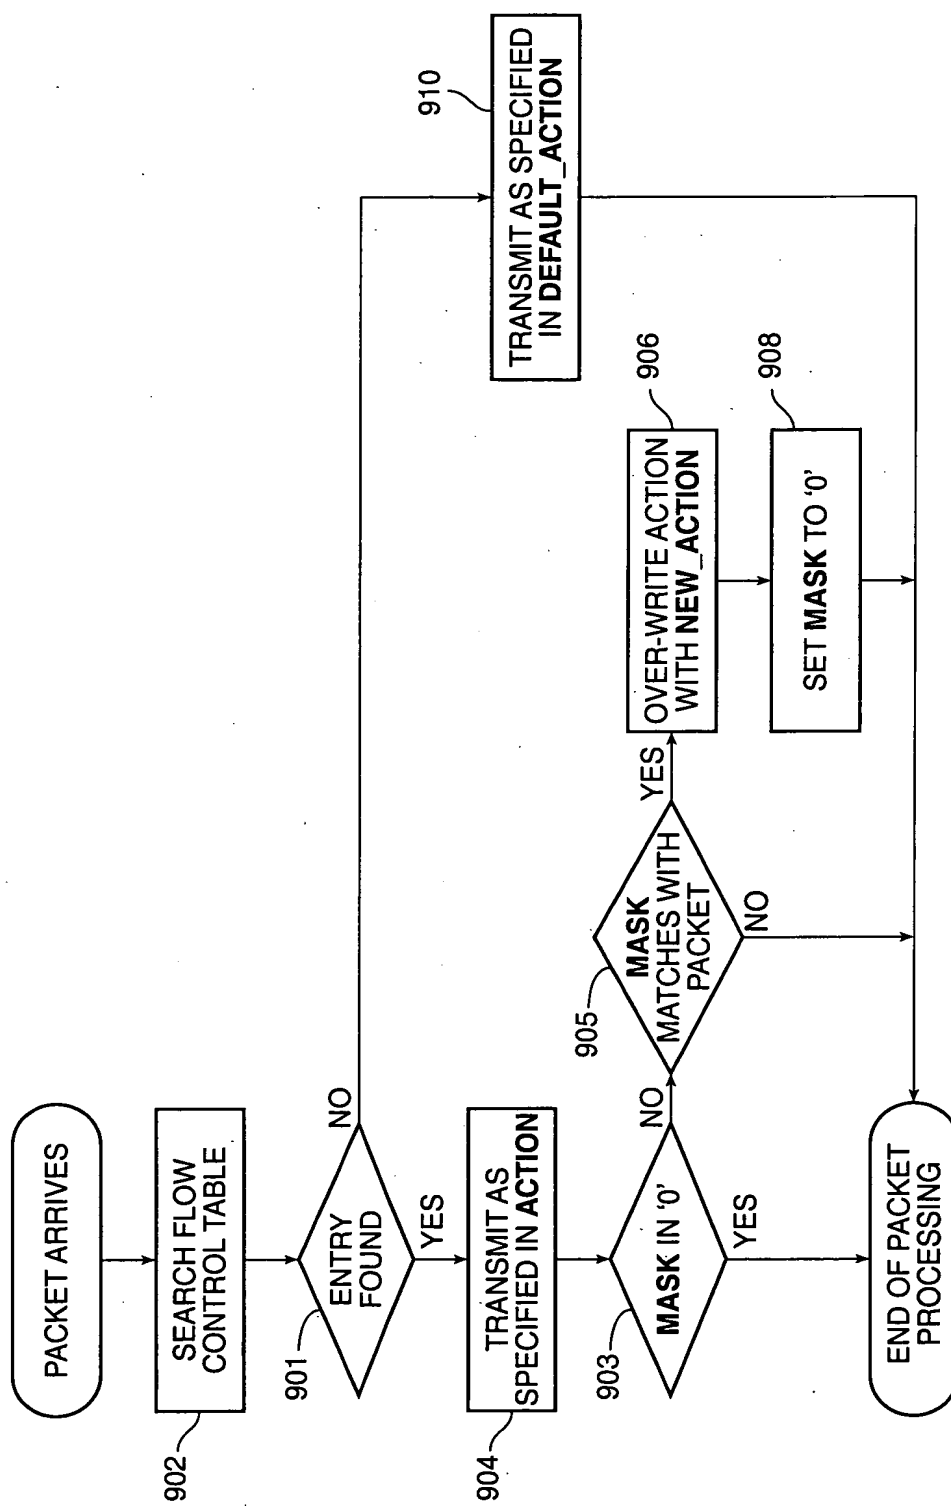 PACKET ARRIVES
902
SEARCH FLOW
CONTROL TABLE
901
ENTRY
FOUND
NO
YES
910
TRANSMIT AS SPECIFIED
IN DEFAULT_ACTION
904
TRANSMIT AS
SPECIFIED IN ACTION
903
MASK IN '0'
NO
YES
905
MASK
MATCHES WITH
PACKET
YES
NO
906
OVER-WRITE ACTION
WITH NEW_ACTION
908
SET MASK TO '0'
END OF PACKET
PROCESSING